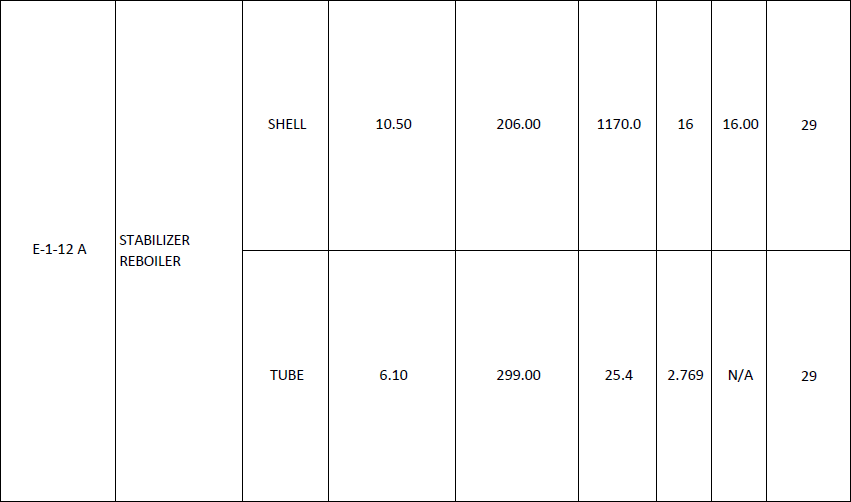 E-1-12 A
STABILIZER
REBOILER
SHELL 10.50 206.00 1170.0 16 16.00 29
TUBE 6.10 299.00 25.4 2.769 N/A 29